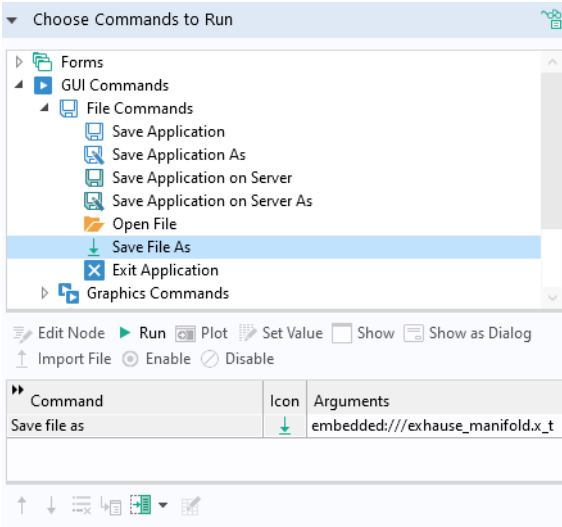 Choose Commands to Run
Forms
GUI Commands
File Commands
Save Application
Save Application As
Save Application on Server
Save Application on Server As
Open File
Save File As
Exit Application
Graphics Commands
Edit Node Run Plot Set Value Show Show as Dialog
Import File Enable Disable
Command Icon Arguments
Save file as embedded:///exhause_manifold.x_t